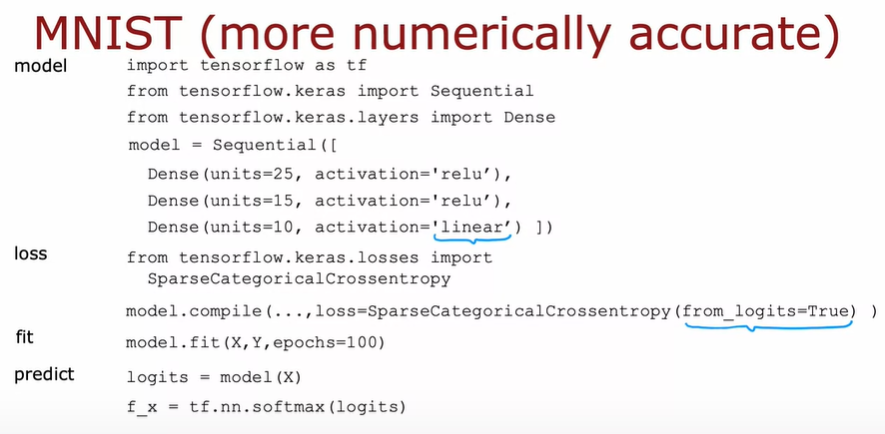 MNIST (more numerically accurate)
model
import tensorflow as tf
from tensorflow.keras import Sequential
from tensorflow.keras.layers import Dense
model = Sequential([
Dense(units=25, activation='relu’),
Dense(units=15, activation='relu’),
Dense(units=10, activation='linear’) ])
loss
from tensorflow.keras.losses import
SparseCategoricalCrossentropy
model.compile(...,loss=SparseCategoricalCrossentropy(from_logits=True) )
fit
model.fit(X,Y,epochs=100)
predict
logits = model(X)
f_x = tf.nn.softmax(logits)